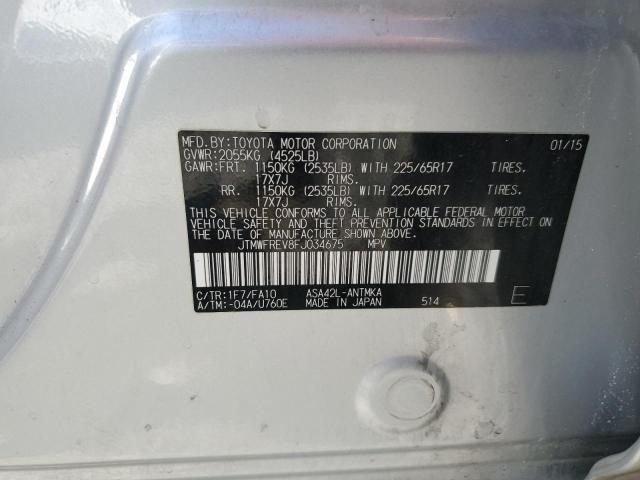 MFD. BY: TOYOTA MOTOR CORPORATION 01/15
GVWR: 2055KG (4525LB)
GAWR: FRT. 1150KG (2535LB) WITH 225/65R17 TIRES.
17X7J RIMS.
RR. 1150KG (2535LB) WITH 225/65R17 TIRES.
17X7J RIMS.
THIS VEHICLE CONFORMS TO ALL APPLICABLE FEDERAL MOTOR
VEHICLE SAFETY AND THEFT PREVENTION STANDARDS IN EFFECT ON
THE DATE OF MANUFACTURE SHOWN ABOVE.
JTMWFREV8FJ034675 MPV
C/TR: 1F7/FA10 ASA42L-ANTMKA
A/TM: -04A/U760E MADE IN JAPAN 514 E